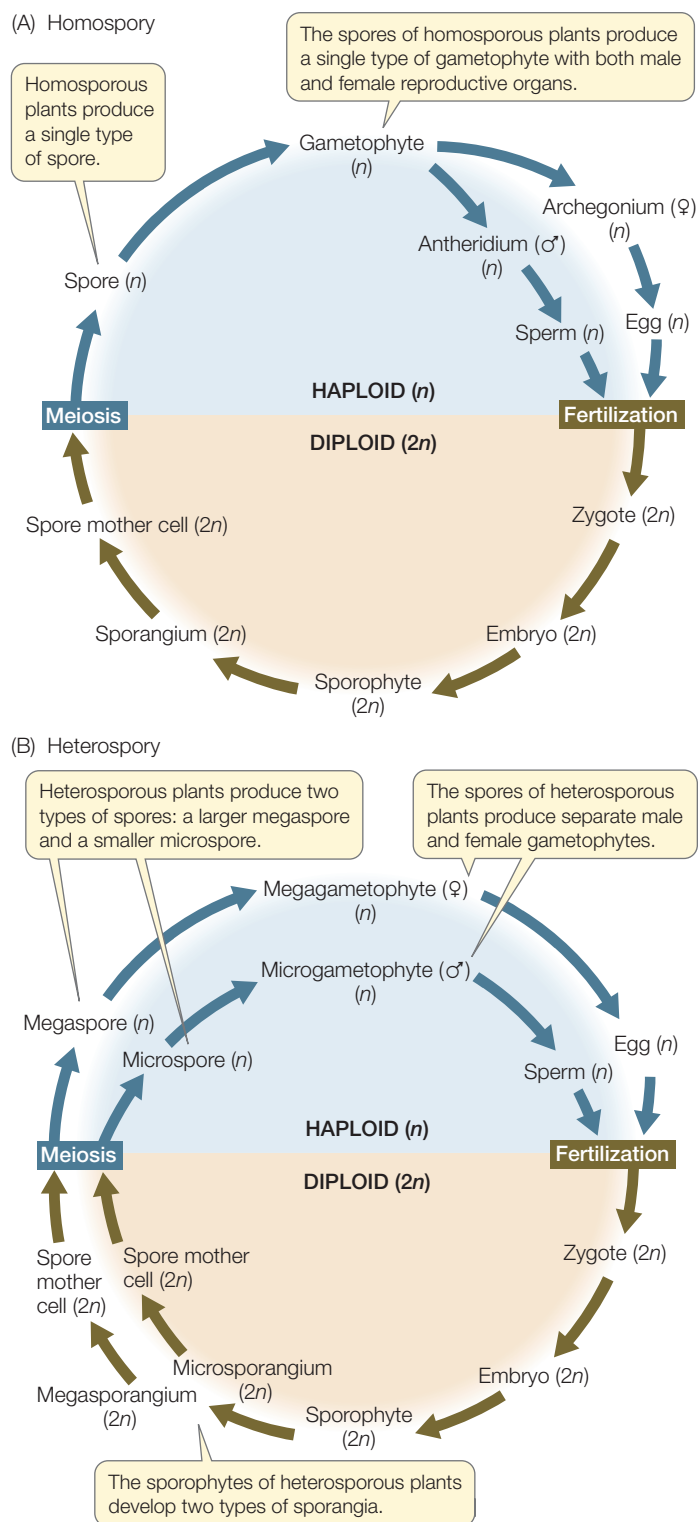 (A) Homospory
The spores of homosporous plants produce
a single type of gametophyte with both male
and female reproductive organs.
Homosporous
plants produce
a single type
of spore.
Gametophyte
(n)
Archegonium (♀)
(n)
Antheridium (♂)
(n)
Spore (n)
Egg (n)
Sperm (n)
HAPLOID (n)
Meiosis
Fertilization
DIPLOID (2n)
Zygote (2n)
Spore mother cell (2n)
Sporangium (2n)
Embryo (2n)
Sporophyte
(2n)
(B) Heterospory
Heterosporous plants produce two
types of spores: a larger megaspore
and a smaller microspore.
The spores of heterosporous
plants produce separate male
and female gametophytes.
Megagametophyte (♀)
(n)
Microgametophyte (♂)
(n)
Megaspore (n)
Microspore (n)
Egg (n)
Sperm (n)
HAPLOID (n)
Meiosis
Fertilization
DIPLOID (2n)
Zygote (2n)
Spore
mother
cell (2n)
Spore mother
cell (2n)
Microsporangium
(2n)
Embryo (2n)
Megasporangium
(2n)
Sporophyte
(2n)
The sporophytes of heterosporous plants
develop two types of sporangia.